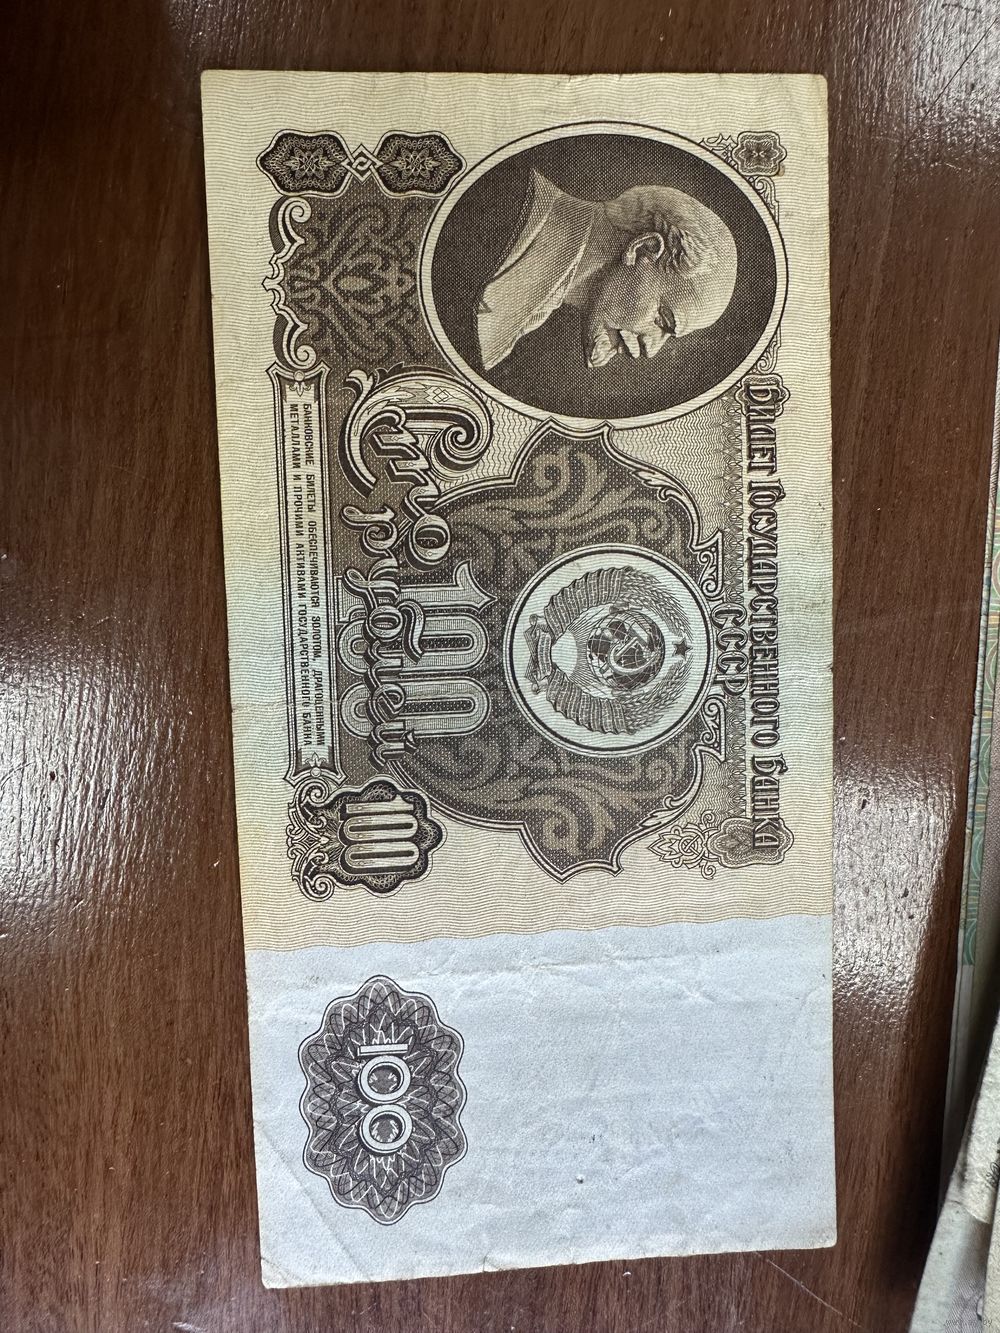 БИЛЕТ ГОСУДАРСТВЕННОГО БАНКА
СССР
100
Сто рублей
БАНКОВСКИЕ БИЛЕТЫ ОБЕСПЕЧИВАЮТСЯ ЗОЛОТОМ, ДРАГОЦЕННЫМИ
МЕТАЛЛАМИ И ПРОЧИМИ АКТИВАМИ ГОСУДАРСТВЕННОГО БАНКА
100
100